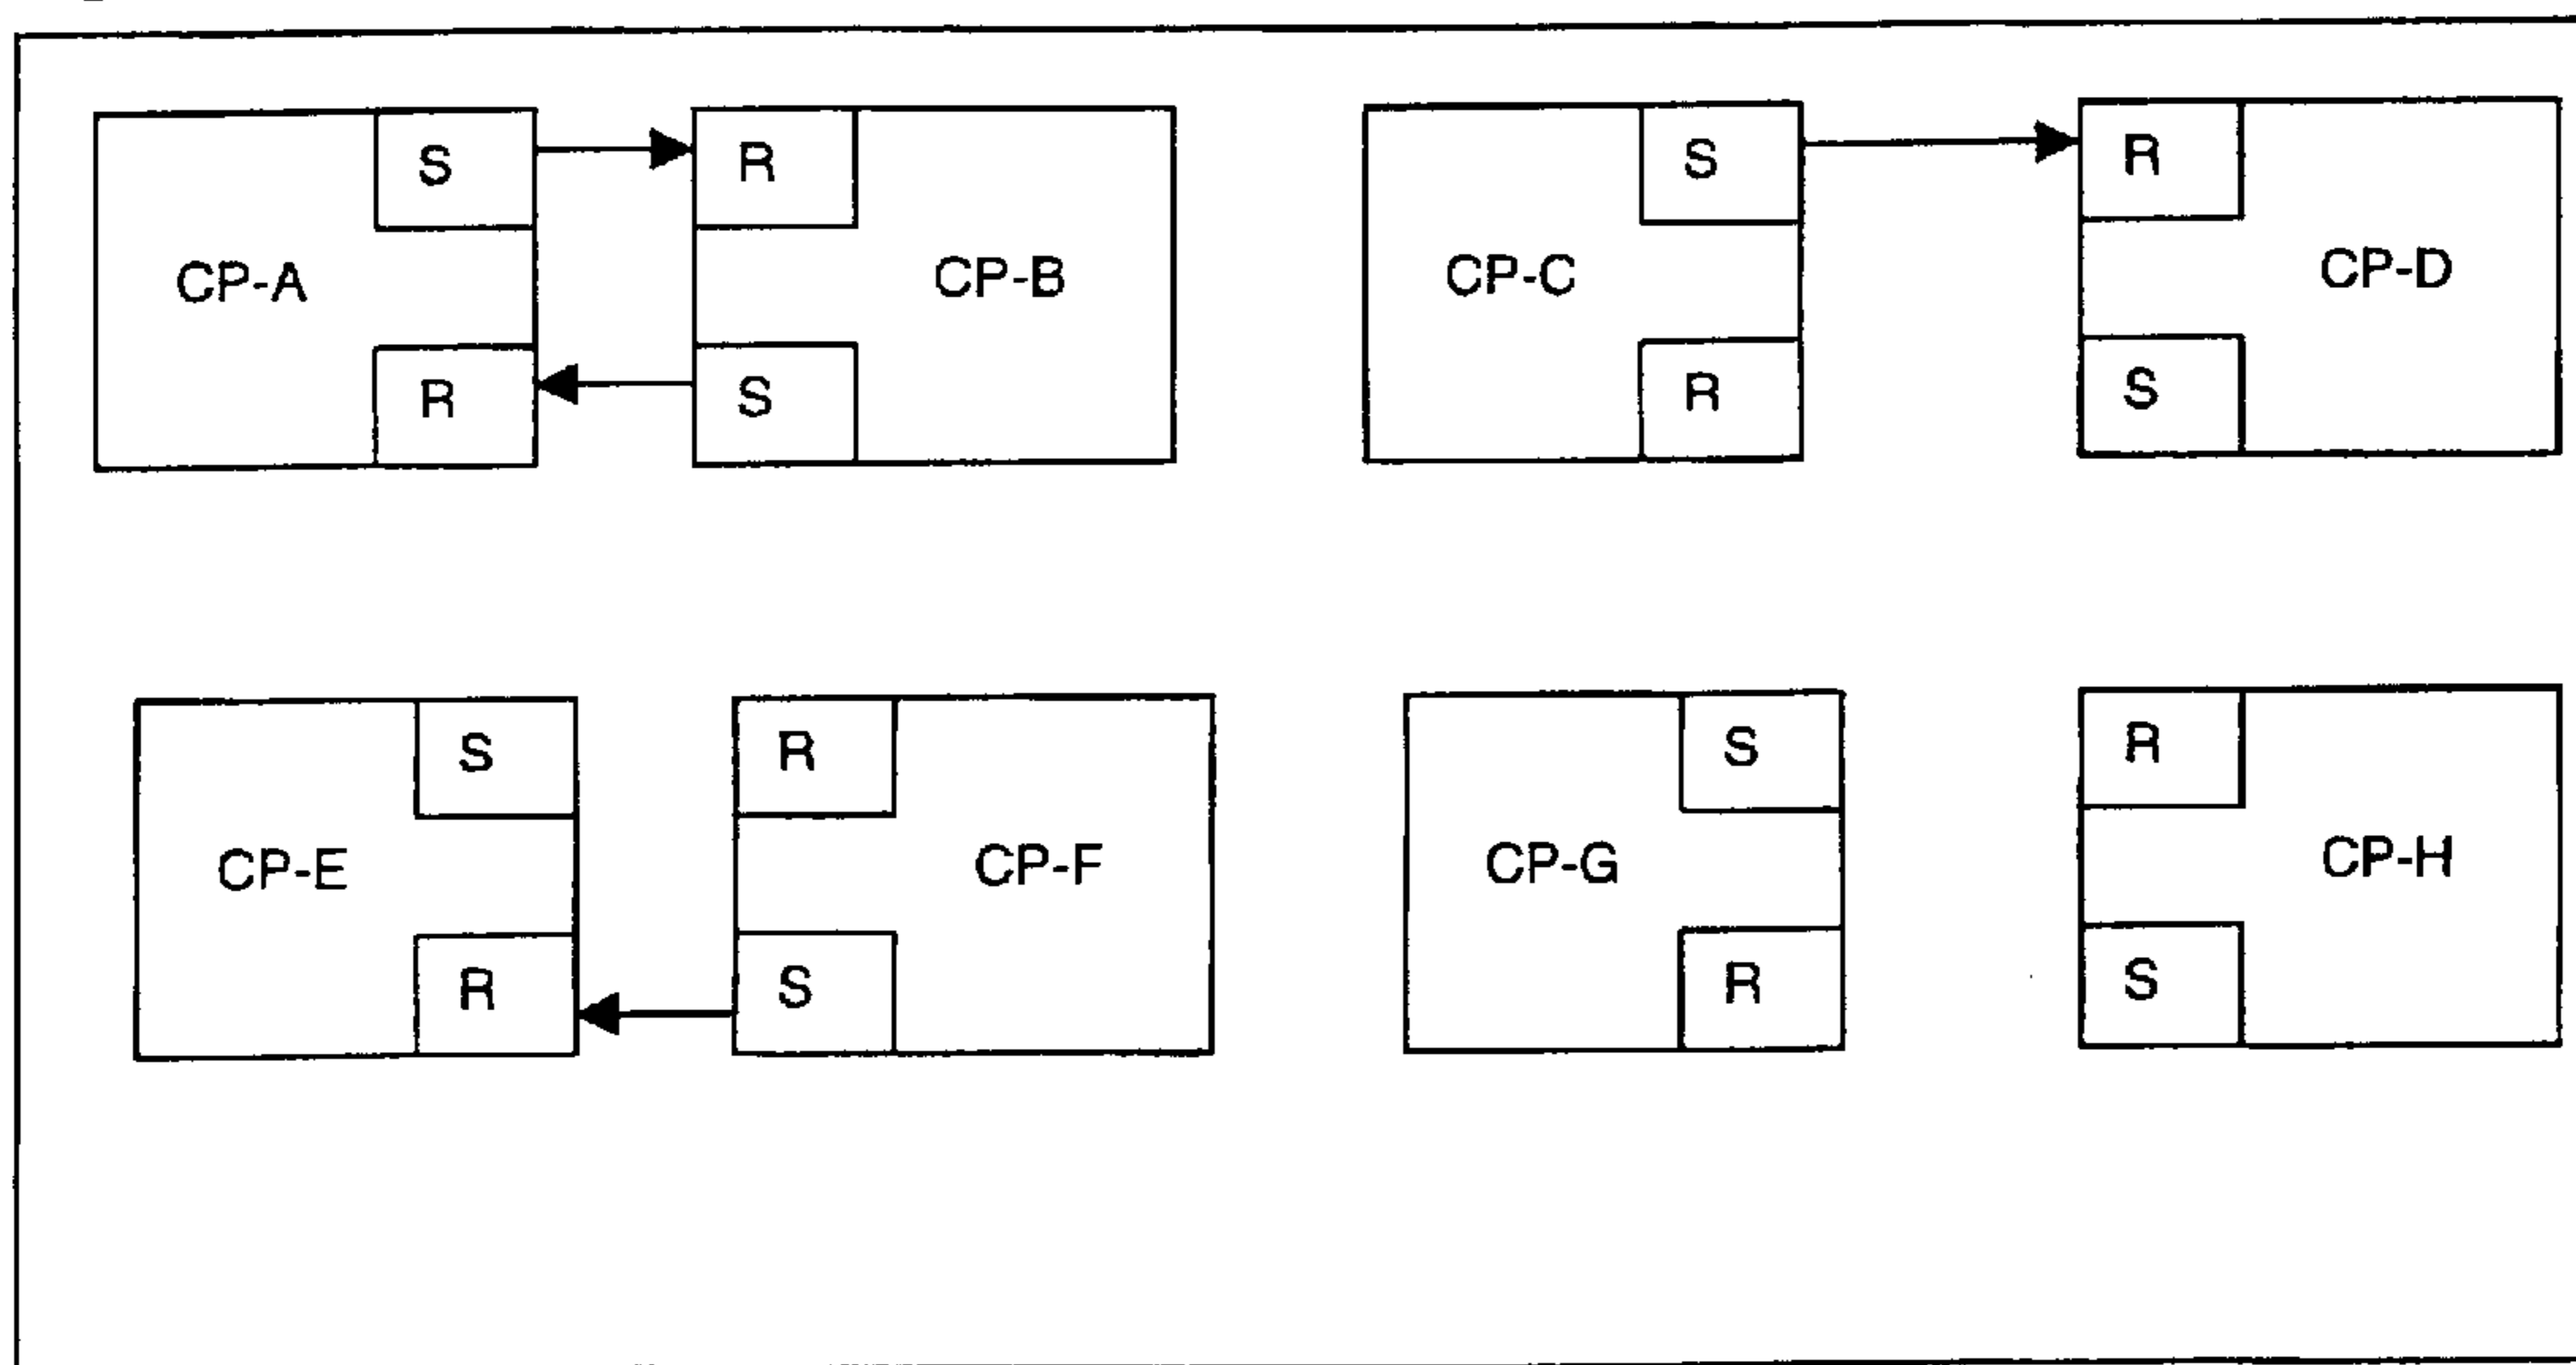 S R S R
CP-A CP-B CP-C CP-D
R S R S
S R S R
CP-E CP-F CP-G CP-H
R S R S